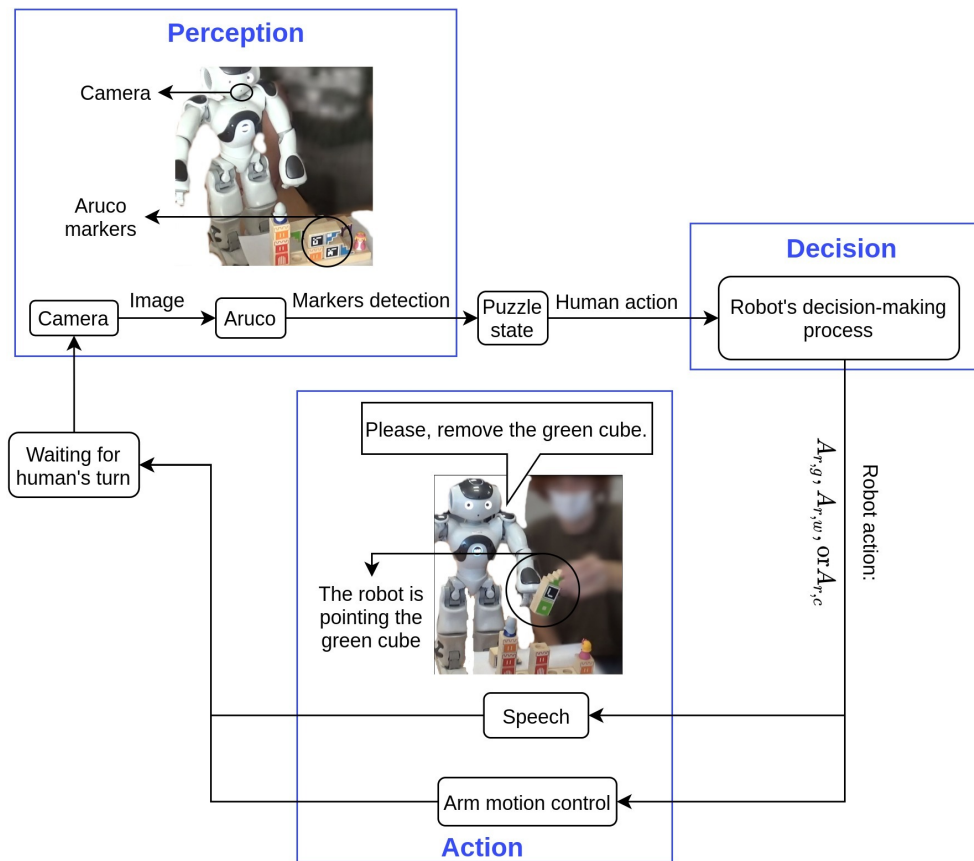 Perception
Camera
Aruco
markers
Camera
Image
Aruco
Markers detection
Puzzle
state
Human action
Decision
Robot's decision-making
process
Robot action:
A_{r,g}, A_{r,w}, or A_{r,c}
Waiting for
human's turn
Please, remove the green cube.
The robot is
pointing the
green cube
Speech
Arm motion control
Action